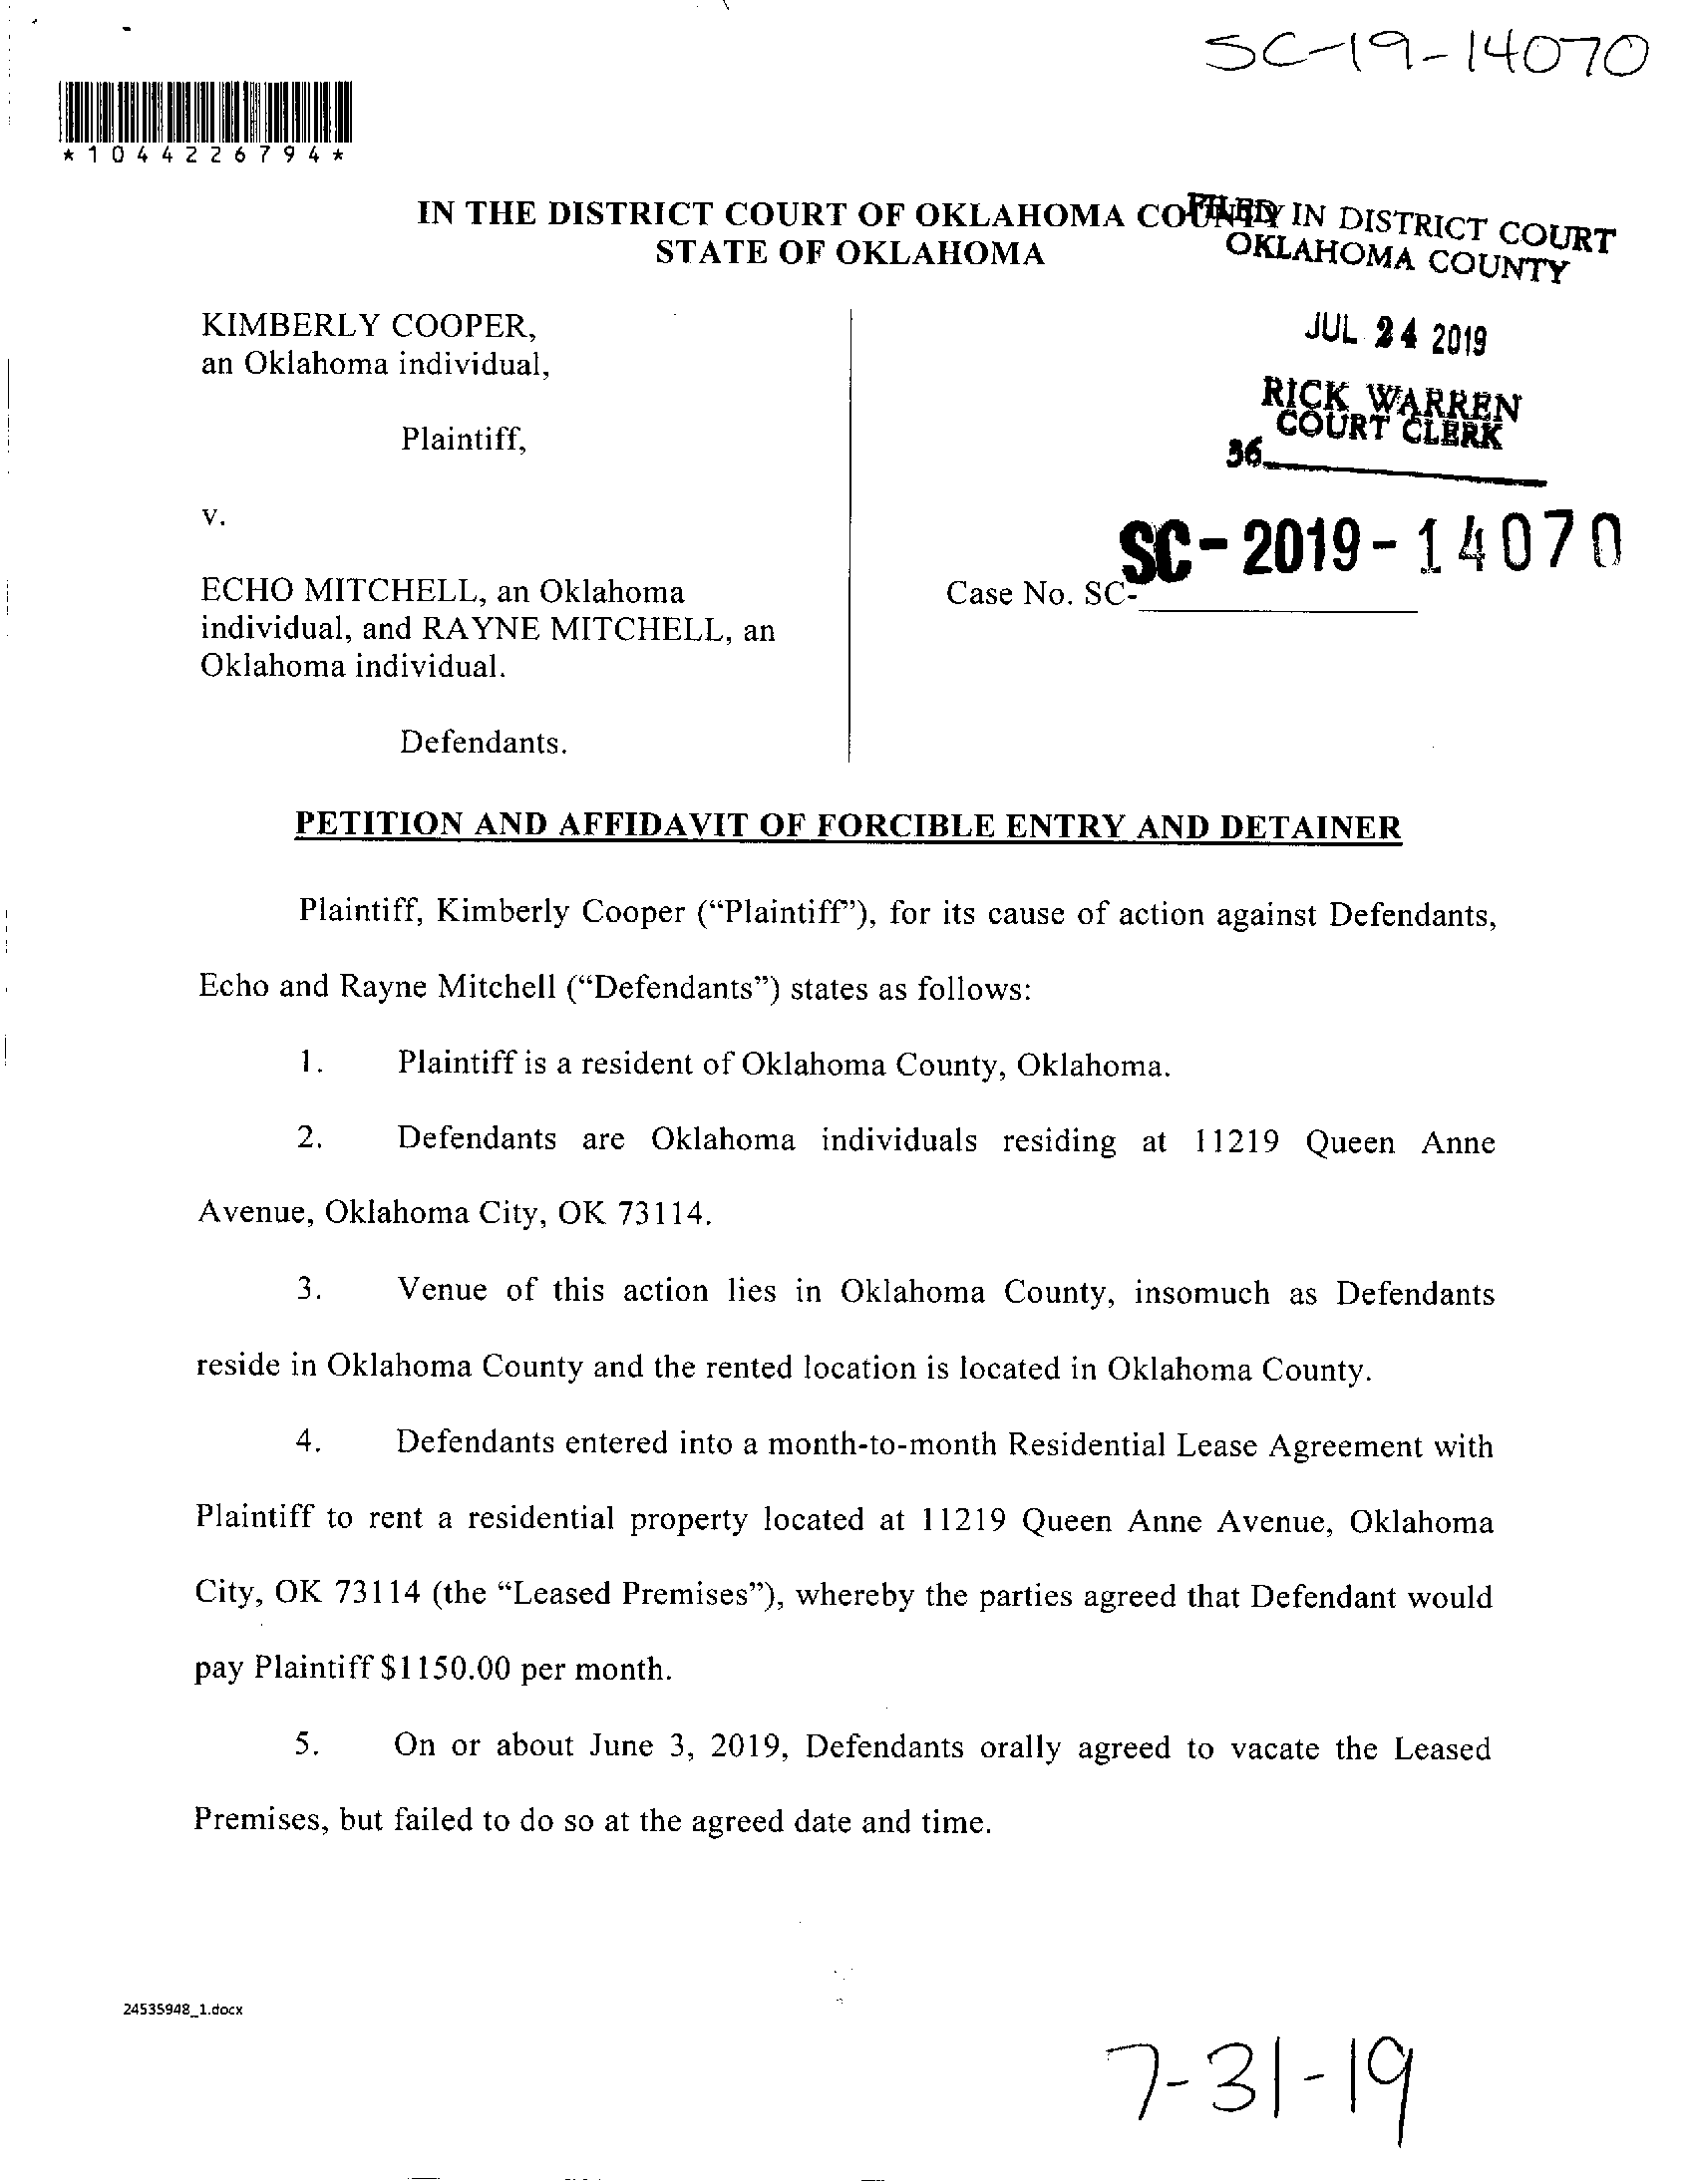 SC-19-14070
*1044226794*
IN THE DISTRICT COURT OF OKLAHOMA COUNTY
STATE OF OKLAHOMA
FILED IN DISTRICT COURT
OKLAHOMA COUNTY
JUL 24 2019
RICK WARREN
COURT CLERK
36
KIMBERLY COOPER,
an Oklahoma individual,
Plaintiff,
v.
ECHO MITCHELL, an Oklahoma
individual, and RAYNE MITCHELL, an
Oklahoma individual.
Defendants.
SC-2019-14070
Case No. SC-
PETITION AND AFFIDAVIT OF FORCIBLE ENTRY AND DETAINER
Plaintiff, Kimberly Cooper (“Plaintiff”), for its cause of action against Defendants,
Echo and Rayne Mitchell (“Defendants”) states as follows:
1. Plaintiff is a resident of Oklahoma County, Oklahoma.
2. Defendants are Oklahoma individuals residing at 11219 Queen Anne
Avenue, Oklahoma City, OK 73114.
3. Venue of this action lies in Oklahoma County, insomuch as Defendants
reside in Oklahoma County and the rented location is located in Oklahoma County.
4. Defendants entered into a month-to-month Residential Lease Agreement with
Plaintiff to rent a residential property located at 11219 Queen Anne Avenue, Oklahoma
City, OK 73114 (the “Leased Premises”), whereby the parties agreed that Defendant would
pay Plaintiff $1150.00 per month.
5. On or about June 3, 2019, Defendants orally agreed to vacate the Leased
Premises, but failed to do so at the agreed date and time.
24535948_1.docx
7-31-19